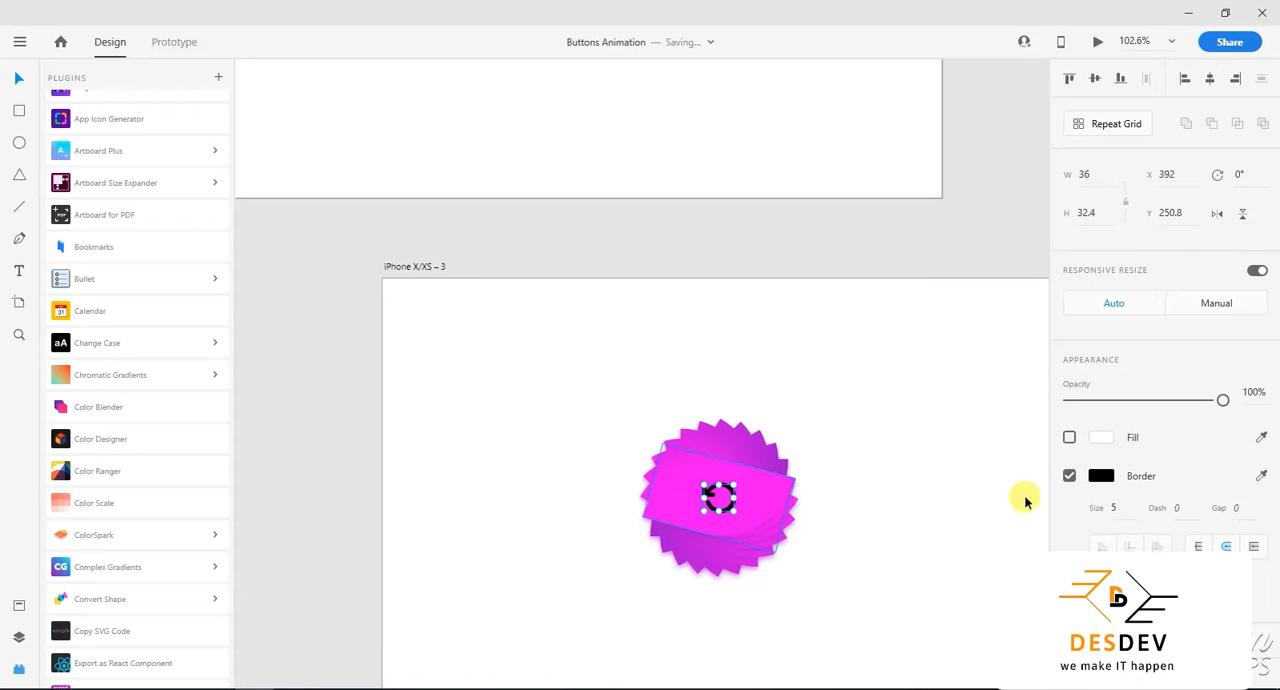 Design
Prototype
Buttons Animation — Saving...
102.6%
Share
PLUGINS
App Icon Generator
Artboard Plus
Artboard Size Expander
Artboard for PDF
Bookmarks
Bullet
Calendar
aA Change Case
Chromatic Gradients
Color Blender
Color Designer
Color Ranger
Color Scale
ColorSpark
CG Complex Gradients
Convert Shape
Copy SVG Code
Export as React Component
iPhone X/XS – 3
Repeat Grid
W 36 X 392 0°
H 32.4 Y 250.8
RESPONSIVE RESIZE
Auto Manual
APPEARANCE
Opacity
100%
Fill
Border
Size 5 Dash 0 Gap 0
DESDEV
we make IT happen